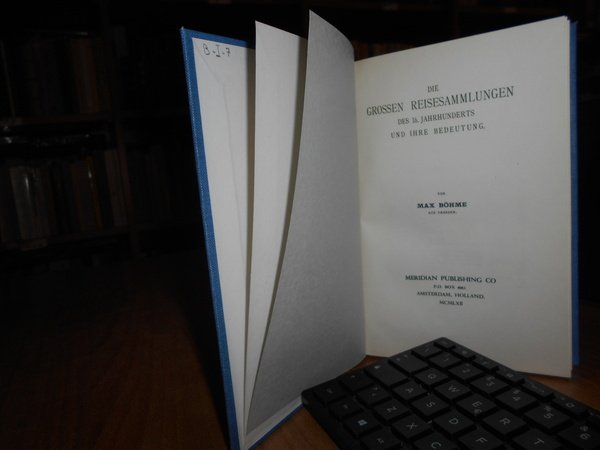 B-I-7
DIE
GROSSEN REISESAMMLUNGEN
DES 16. JAHRHUNDERTS
UND IHRE BEDEUTUNG.
VON
MAX BÖHME
AUS DRESDEN.
MERIDIAN PUBLISHING CO
P.O. BOX
AMSTERDAM, HOLLAND.
MCMLXII